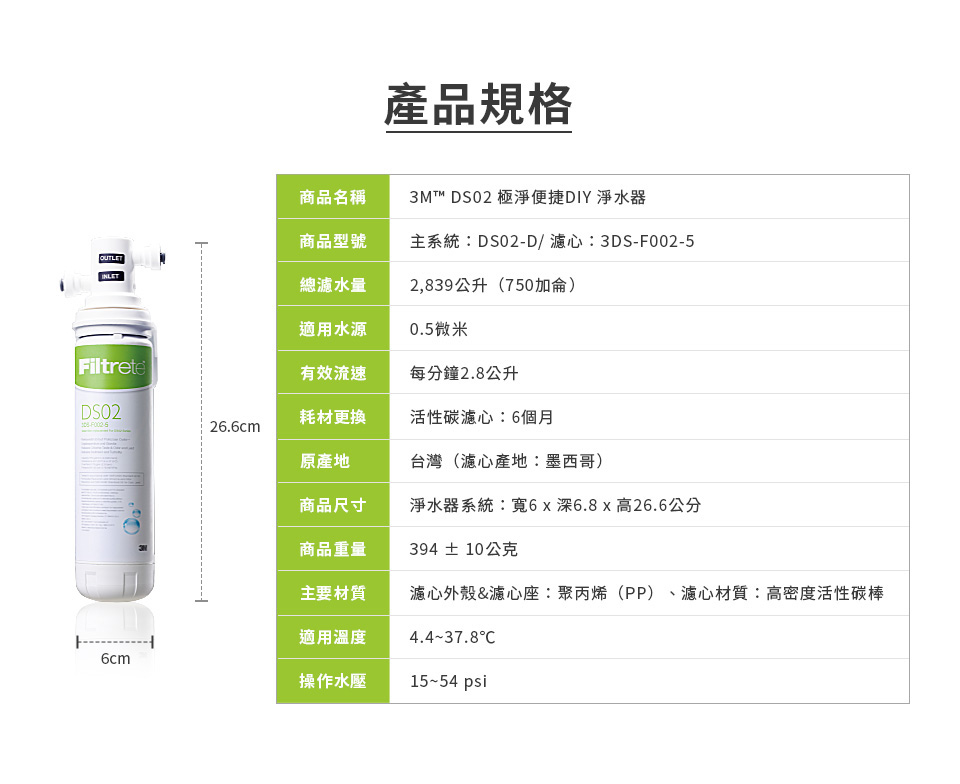 產品規格
商品名稱 3M™ DS02 極淨便捷DIY 淨水器
商品型號 主系統：DS02-D/ 濾心：3DS-F002-5
總濾水量 2,839公升（750加侖）
適用水源 0.5微米
有效流速 每分鐘2.8公升
耗材更換 活性碳濾心：6個月
原產地 台灣（濾心產地：墨西哥）
商品尺寸 淨水器系統：寬6 x 深6.8 x 高26.6公分
商品重量 394 ± 10公克
主要材質 濾心外殼&濾心座：聚丙烯（PP）、濾心材質：高密度活性碳棒
適用溫度 4.4~37.8℃
操作水壓 15~54 psi
OUTLET
INLET
Filtrete
DS02
3DS-F002-5
3M
26.6cm
6cm